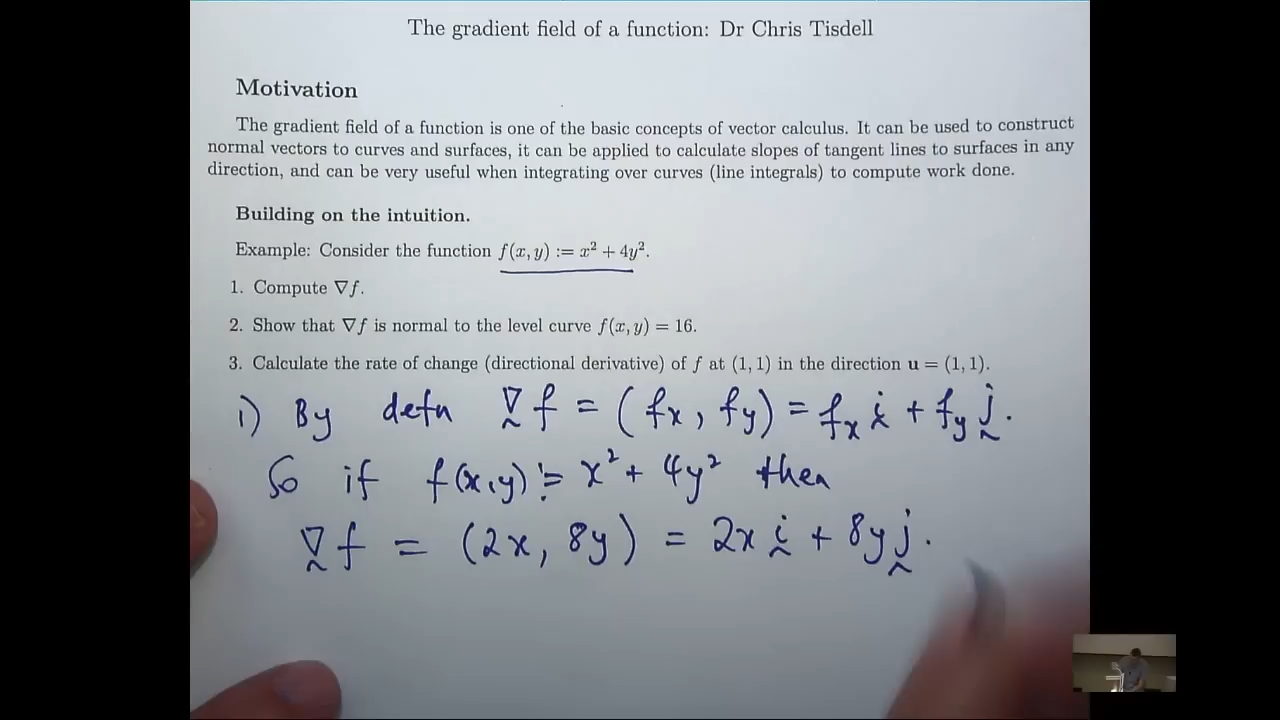 The gradient field of a function: Dr Chris Tisdell
Motivation
The gradient field of a function is one of the basic concepts of vector calculus. It can be used to construct
normal vectors to curves and surfaces, it can be applied to calculate slopes of tangent lines to surfaces in any
direction, and can be very useful when integrating over curves (line integrals) to compute work done.
Building on the intuition.
Example: Consider the function f(x, y) := x² + 4y².
1. Compute ∇f.
2. Show that ∇f is normal to the level curve f(x, y) = 16.
3. Calculate the rate of change (directional derivative) of f at (1, 1) in the direction u = (1, 1).
1) By defn ∇f = (fx, fy) = fx i + fy j.
So if f(x,y) := x² + 4y² then
∇f = (2x, 8y) = 2x i + 8y j.